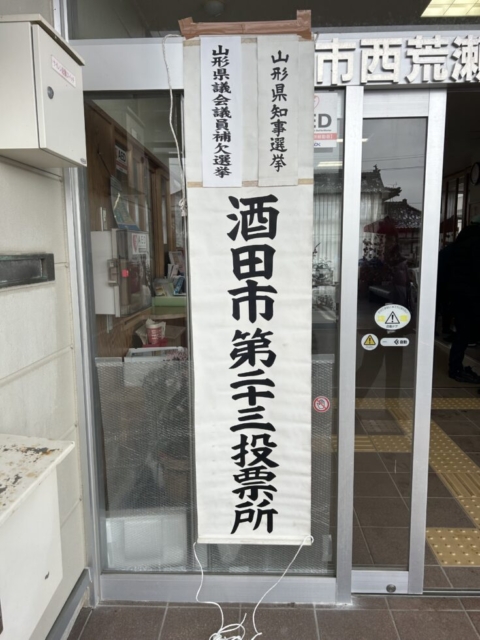 山形県知事選挙
山形県議会議員補欠選挙
酒田市第二十三投票所
市西荒瀬
ED